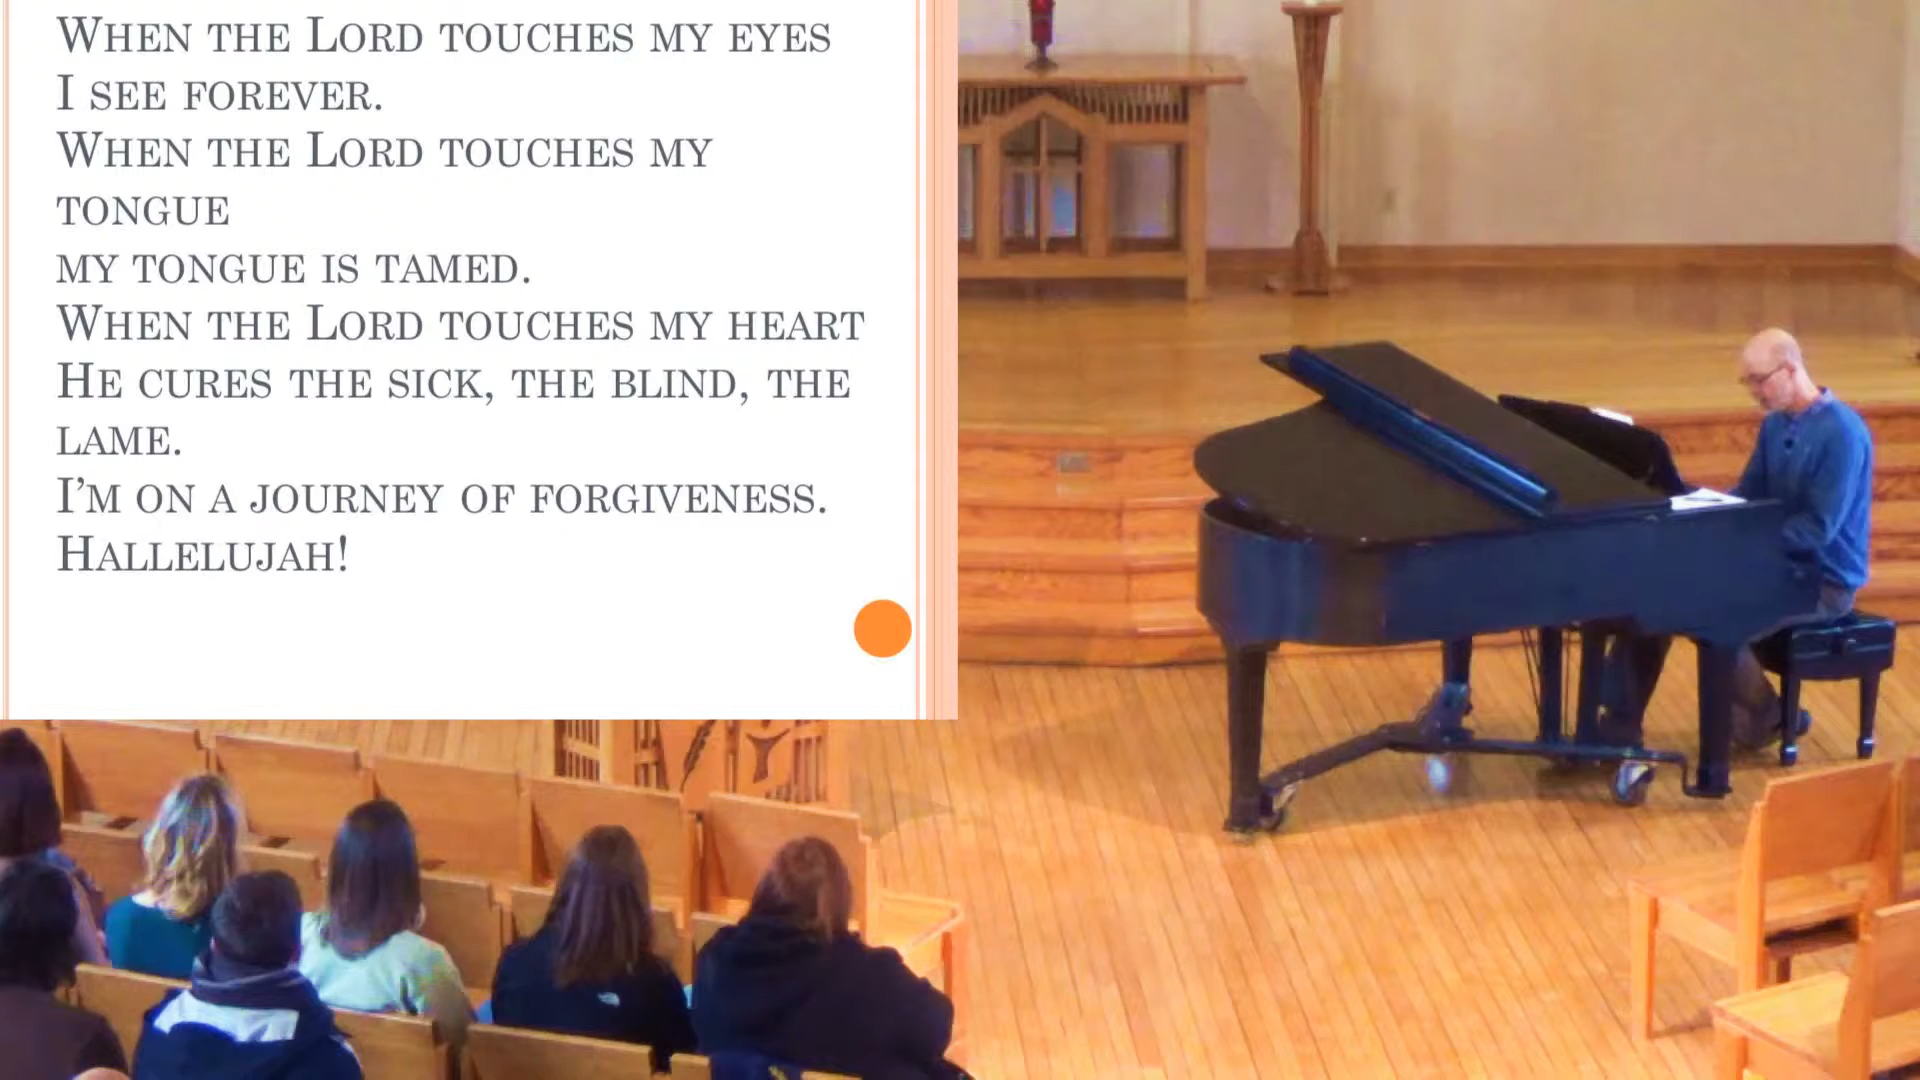 When the Lord touches my eyes
I see forever.
When the Lord touches my
tongue
my tongue is tamed.
When the Lord touches my heart
He cures the sick, the blind, the
lame.
I’m on a journey of forgiveness.
Hallelujah!